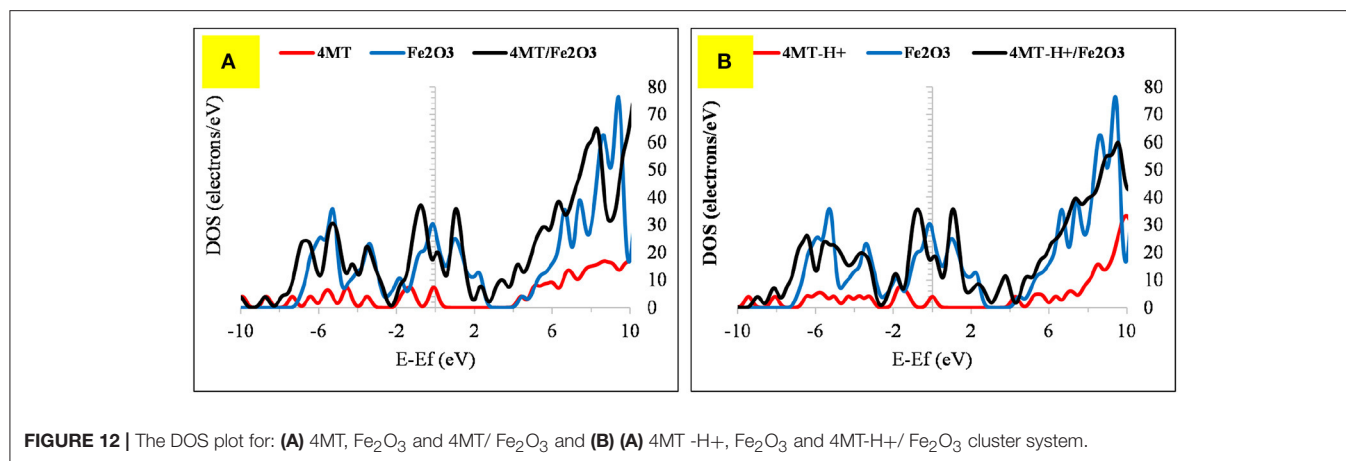 A
4MT Fe2O3 4MT/Fe2O3
DOS (electrons/eV)
80
70
60
50
40
30
20
10
0
-10 -6 -2 2 6 10
E-Ef (eV)
B
4MT-H+ Fe2O3 4MT-H+/Fe2O3
DOS (electrons/eV)
80
70
60
50
40
30
20
10
0
-10 -6 -2 2 6 10
E-Ef (eV)
FIGURE 12 | The DOS plot for: (A) 4MT, Fe₂O₃ and 4MT/ Fe₂O₃ and (B) (A) 4MT -H+, Fe₂O₃ and 4MT-H+/ Fe₂O₃ cluster system.